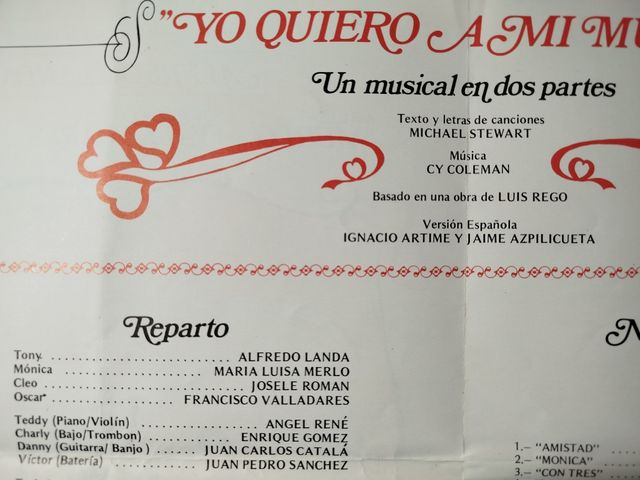 "YO QUIERO A MI
Un musical en dos partes
Texto y letras de canciones
MICHAEL STEWART
Música
CY COLEMAN
Basado en una obra de LUIS REGO
Versión Española
IGNACIO ARTIME Y JAIME AZPILICUETA
Reparto
Tony ALFREDO LANDA
Mónica MARIA LUISA MERLO
Cleo JOSELE ROMAN
Oscar FRANCISCO VALLADARES
Teddy (Piano/Violín) ANGEL RENÉ
Charly (Bajo/Trombon) ENRIQUE GOMEZ
Danny (Guitarra/Banjo) JUAN CARLOS CATALÁ
Víctor (Batería) JUAN PEDRO SANCHEZ
1.- "AMISTAD"
2.- "MONICA"
3.- "CON TRES"